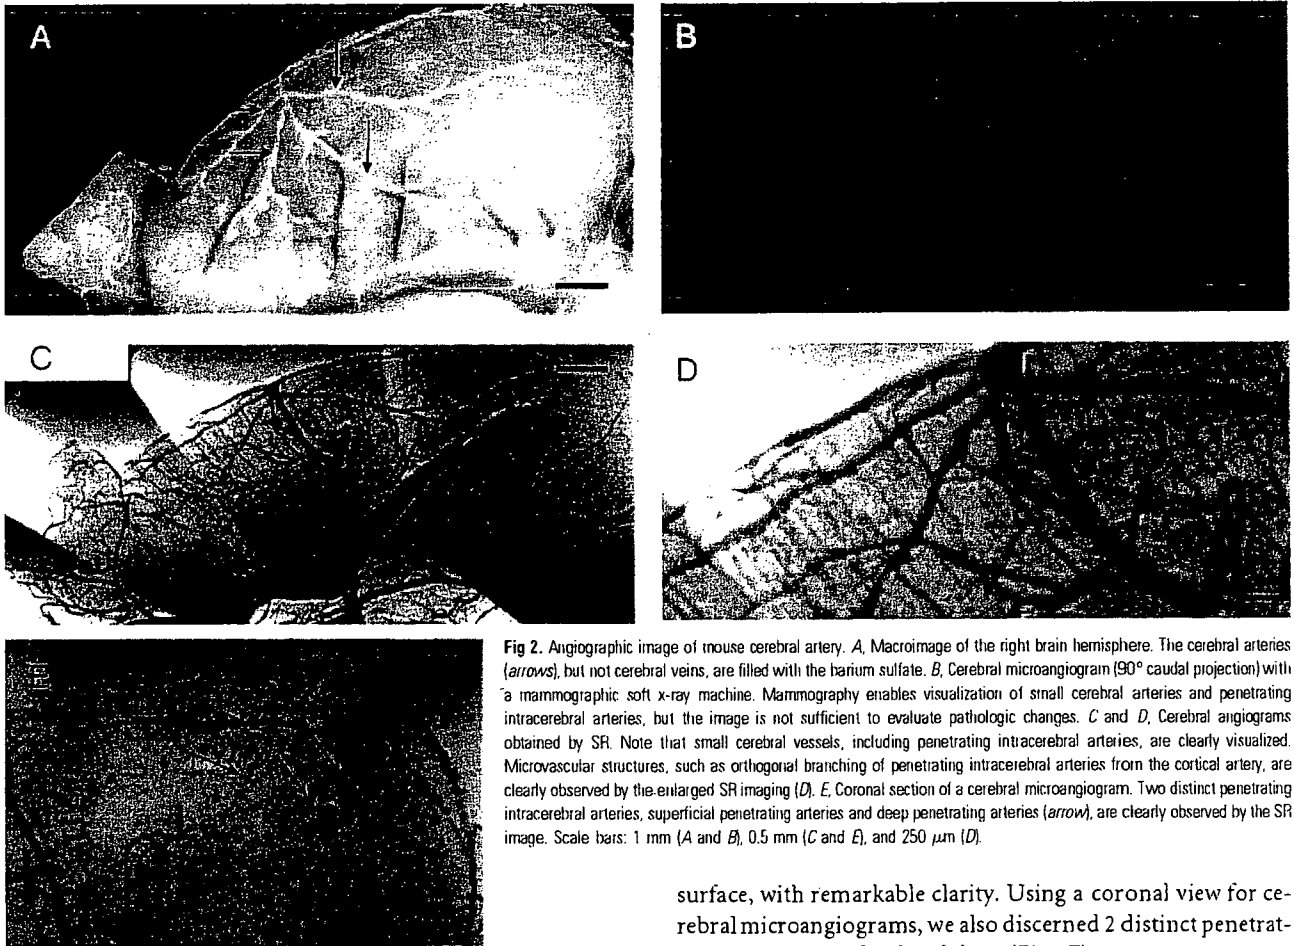 A
B
C
D
E
Fig 2. Angiographic image of mouse cerebral artery. A, Macroimage of the right brain hemisphere. The cerebral arteries
(arrows), but not cerebral veins, are filled with the barium sulfate. B, Cerebral microangiogram (90° caudal projection) with
a mammographic soft x-ray machine. Mammography enables visualization of small cerebral arteries and penetrating
intracerebral arteries, but the image is not sufficient to evaluate pathologic changes. C and D, Cerebral angiograms
obtained by SR. Note that small cerebral vessels, including penetrating intracerebral arteries, are clearly visualized.
Microvascular structures, such as orthogonal branching of penetrating intracerebral arteries from the cortical artery, are
clearly observed by the enlarged SR imaging (D). E, Coronal section of a cerebral microangiogram. Two distinct penetrating
intracerebral arteries, superficial penetrating arteries and deep penetrating arteries (arrow), are clearly observed by the SR
image. Scale bars: 1 mm (A and B), 0.5 mm (C and E), and 250 μm (D).
surface, with remarkable clarity. Using a coronal view for ce-
rebral microangiograms, we also discerned 2 distinct penetrat-